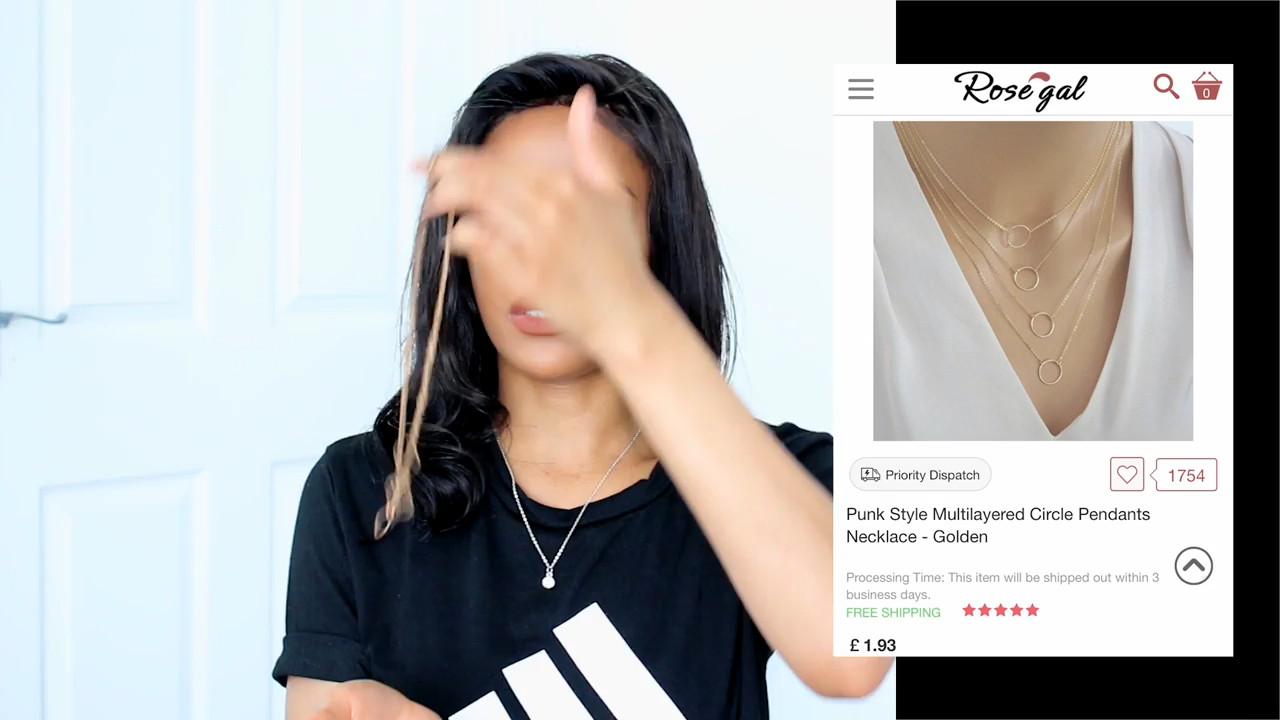 Rosegal
0
Priority Dispatch
1754
Punk Style Multilayered Circle Pendants
Necklace - Golden
Processing Time: This item will be shipped out within 3
business days.
FREE SHIPPING
£ 1.93